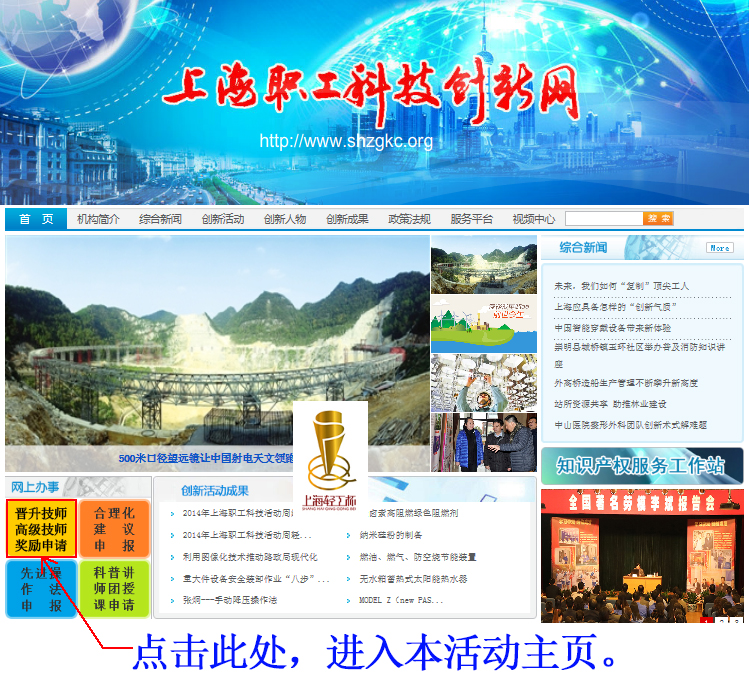 上海职工科技创新网
http://www.shzgkc.org
首 页 机构简介 综合新闻 创新活动 创新人物 创新成果 政策法规 服务平台 视频中心 搜索
500米口径望远镜让中国射电天文领跑
上海轻工杯
综合新闻 More
未来，我们如何“复制”顶尖工人
上海应具备怎样的“创新气质”
中国智能穿戴设备带来新体验
崇明县城桥镇玉环社区举办普及消防知识讲
座
外高桥造船生产管理不断攀升新高度
站所资源共享 助推林业建设
中山医院整形外科团队创新术式解难题
知识产权服务工作站
全国著名劳模李斌报告会
1 2 3
网上办事
晋升技师
高级技师
奖励申请
合理化
建 议
申 报
先进操
作 法
申 报
科普讲
师团授
课申请
创新活动成果
2014年上海职工科技活动周
2014年上海职工科技活动周...
利用图像化技术推动路政局现代化
重大件设备安全装卸作业“八步”...
张炯---手动降压操作法
卤素高阻燃绿色阻燃剂
纳米硅粉的制备
燃油、燃气、防空烧节能装置
无水箱蓄热式太阳能热水器
MODEL Z（new PAS...
点击此处，进入本活动主页。